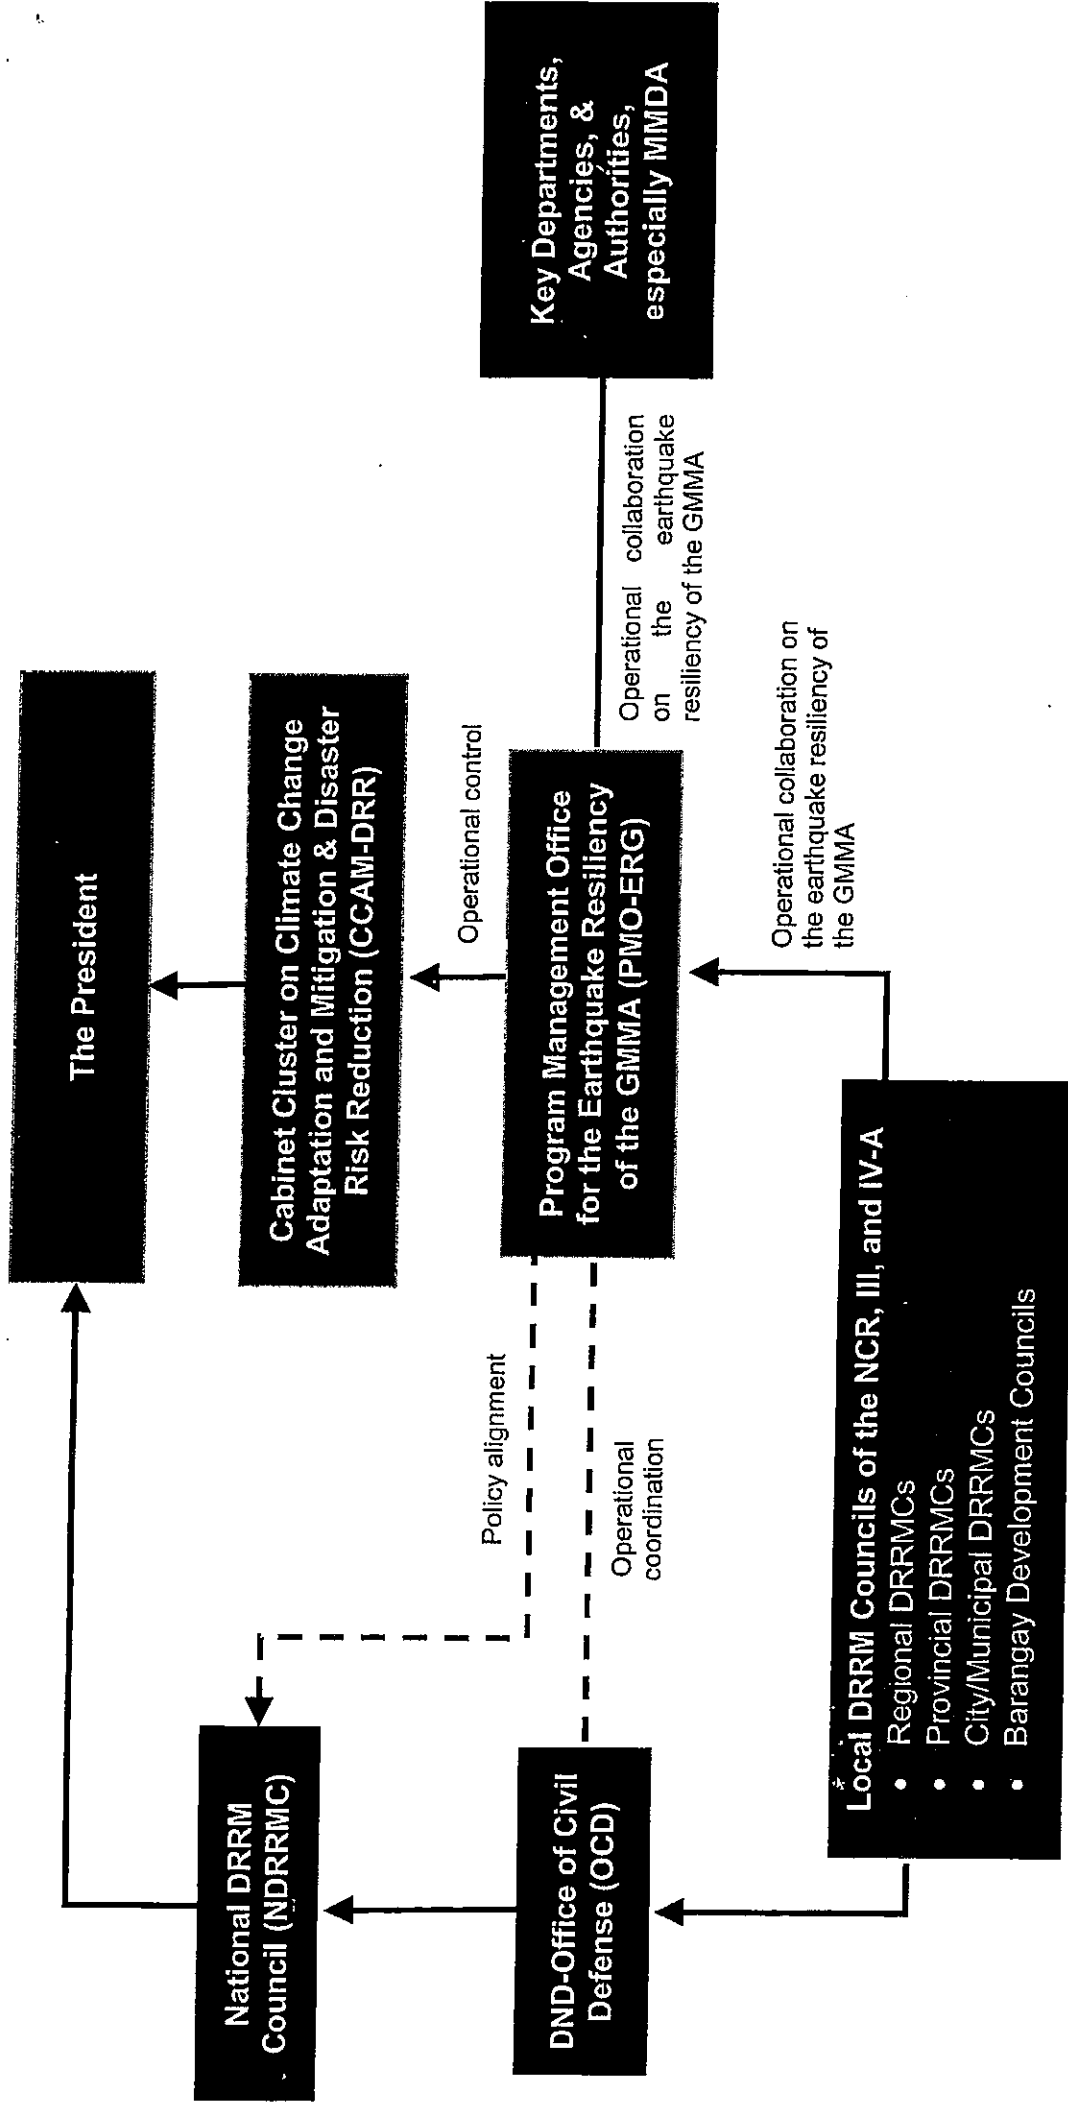 The President
Cabinet Cluster on Climate Change
Adaptation and Mitigation & Disaster
Risk Reduction (CCAM-DRR)
National DRRM
Council (NDRRMC)
Policy alignment
Operational control
Program Management Office
for the Earthquake Resiliency
of the GMMA (PMO-ERG)
Key Departments,
Agencies, &
Authorities,
especially MMDA
DND-Office of Civil
Defense (OCD)
Operational
coordination
Operational collaboration
on the earthquake
resiliency of the GMMA
Operational collaboration on
the earthquake resiliency of
the GMMA
Local DRRM Councils of the NCR, III, and IV-A
• Regional DRRMCs
• Provincial DRRMCs
• City/Municipal DRRMCs
• Barangay Development Councils